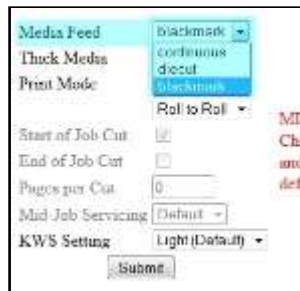 Media Feed blackmark
Thick Media continuous
diecut
Print Mode blackmark
Roll to Roll
Start of Job Cut
End of Job Cut
Pages per Cut 0
Mid-Job Servicing Default
KWS Setting Light (Default)
Submit